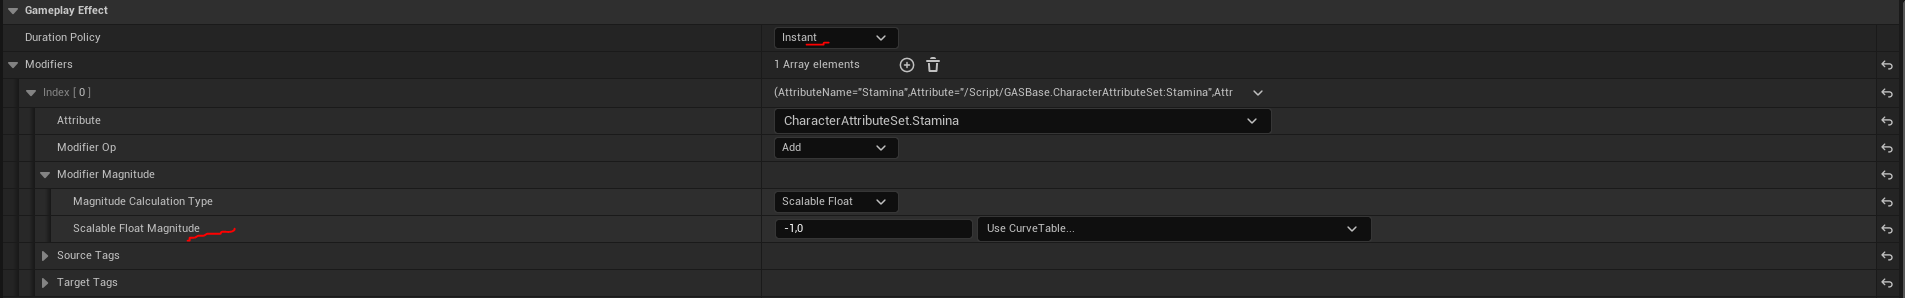 Gameplay Effect
Duration Policy Instant
Modifiers 1 Array elements
Index [ 0 ] (AttributeName="Stamina",Attribute="/Script/GASBase.CharacterAttributeSet:Stamina",Attr
Attribute CharacterAttributeSet.Stamina
Modifier Op Add
Modifier Magnitude
Magnitude Calculation Type Scalable Float
Scalable Float Magnitude -1,0 Use CurveTable...
Source Tags
Target Tags